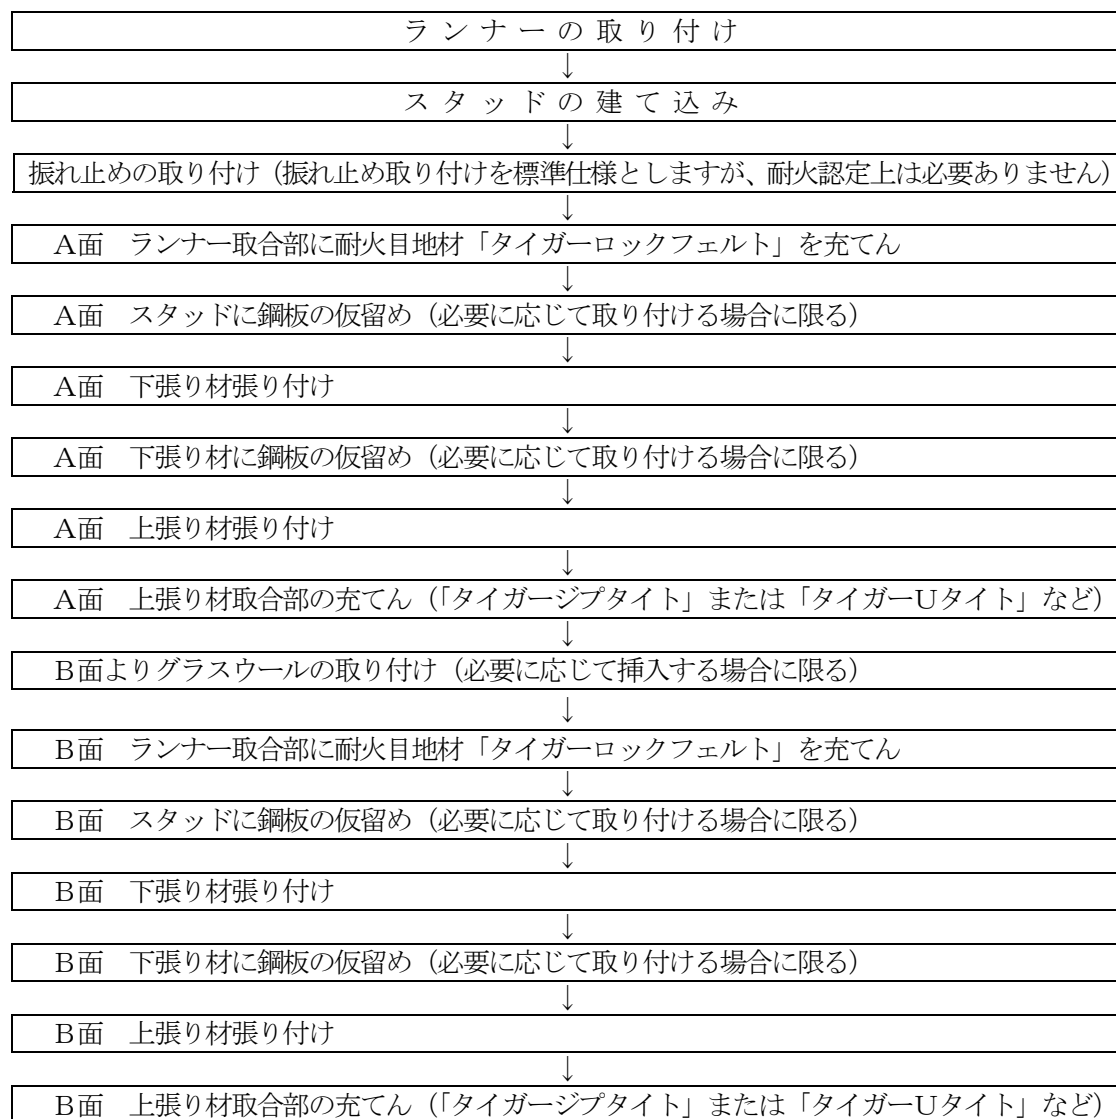 ランナーの取り付け
↓
スタッドの建て込み
↓
振れ止めの取り付け（振れ止め取り付けを標準仕様としますが、耐火認定上は必要ありません）
↓
A面　ランナー取合部に耐火目地材「タイガーロックフェルト」を充てん
↓
A面　スタッドに鋼板の仮留め（必要に応じて取り付ける場合に限る）
↓
A面　下張り材張り付け
↓
A面　下張り材に鋼板の仮留め（必要に応じて取り付ける場合に限る）
↓
A面　上張り材張り付け
↓
A面　上張り材取合部の充てん（「タイガージプタイト」または「タイガーUタイト」など）
↓
B面よりグラスウールの取り付け（必要に応じて挿入する場合に限る）
↓
B面　ランナー取合部に耐火目地材「タイガーロックフェルト」を充てん
↓
B面　スタッドに鋼板の仮留め（必要に応じて取り付ける場合に限る）
↓
B面　下張り材張り付け
↓
B面　下張り材に鋼板の仮留め（必要に応じて取り付ける場合に限る）
↓
B面　上張り材張り付け
↓
B面　上張り材取合部の充てん（「タイガージプタイト」または「タイガーUタイト」など）